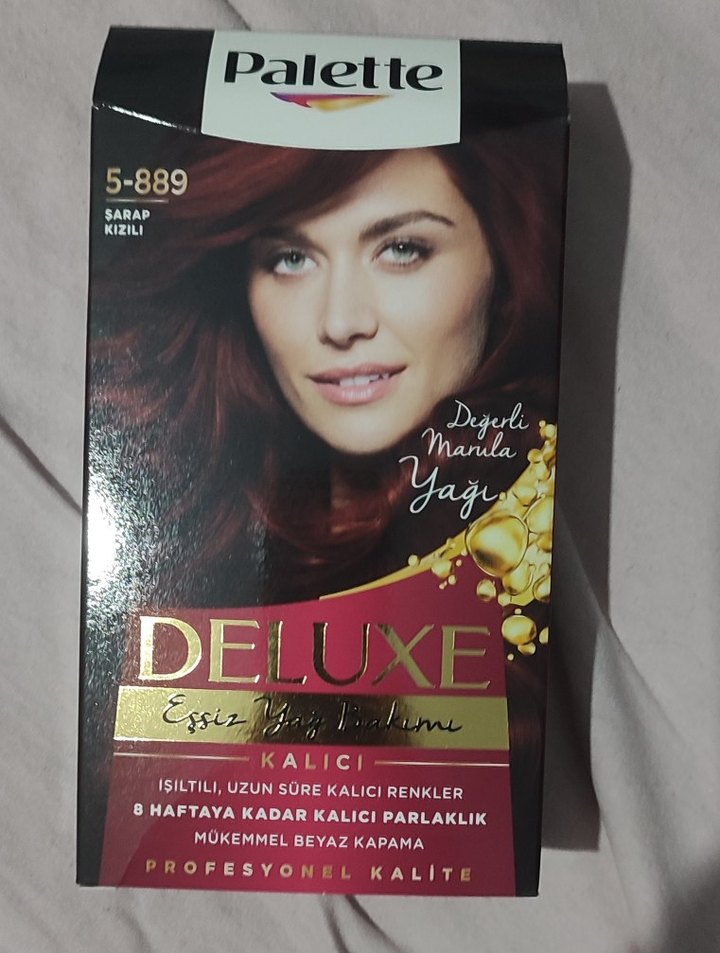 Palette
5-889
ŞARAP
KIZILI
Değerli
Marula
Yağı
DELUXE
Eşsiz Yağ Bakımı
KALICI
IŞILTILI, UZUN SÜRE KALICI RENKLER
8 HAFTAYA KADAR KALICI PARLAKLIK
MÜKEMMEL BEYAZ KAPAMA
PROFESYONEL KALİTE